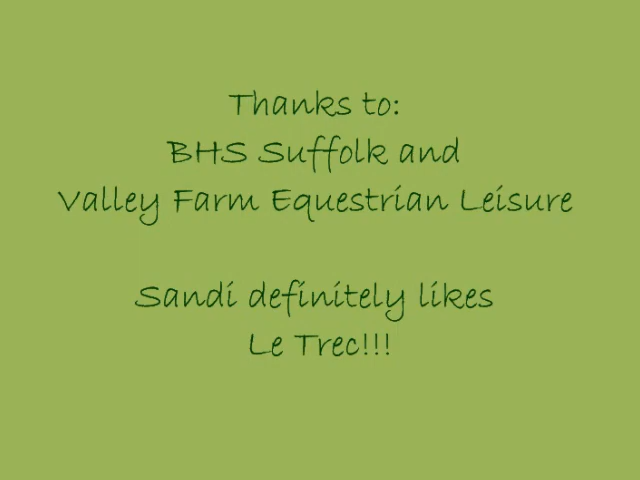 Thanks to:
BHS Suffolk and
Valley Farm Equestrian Leisure
Sandi definitely likes
Le Trec!!!